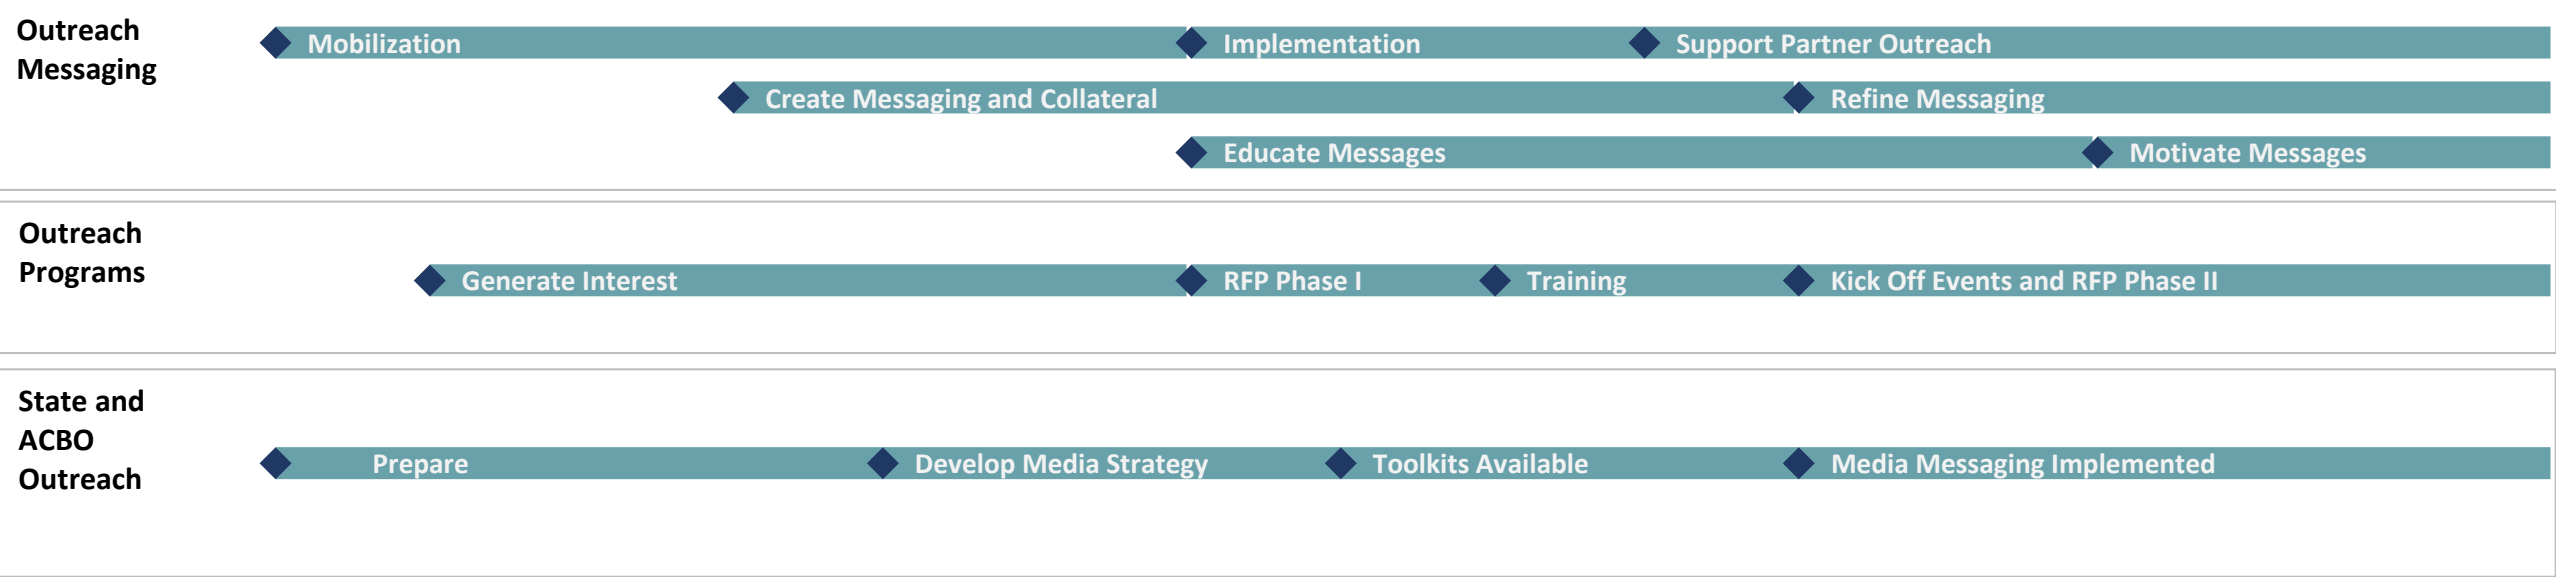 Outreach
Messaging
Mobilization
Implementation
Support Partner Outreach
Create Messaging and Collateral
Refine Messaging
Educate Messages
Motivate Messages
Outreach
Programs
Generate Interest
RFP Phase I
Training
Kick Off Events and RFP Phase II
State and
ACBO
Outreach
Prepare
Develop Media Strategy
Toolkits Available
Media Messaging Implemented